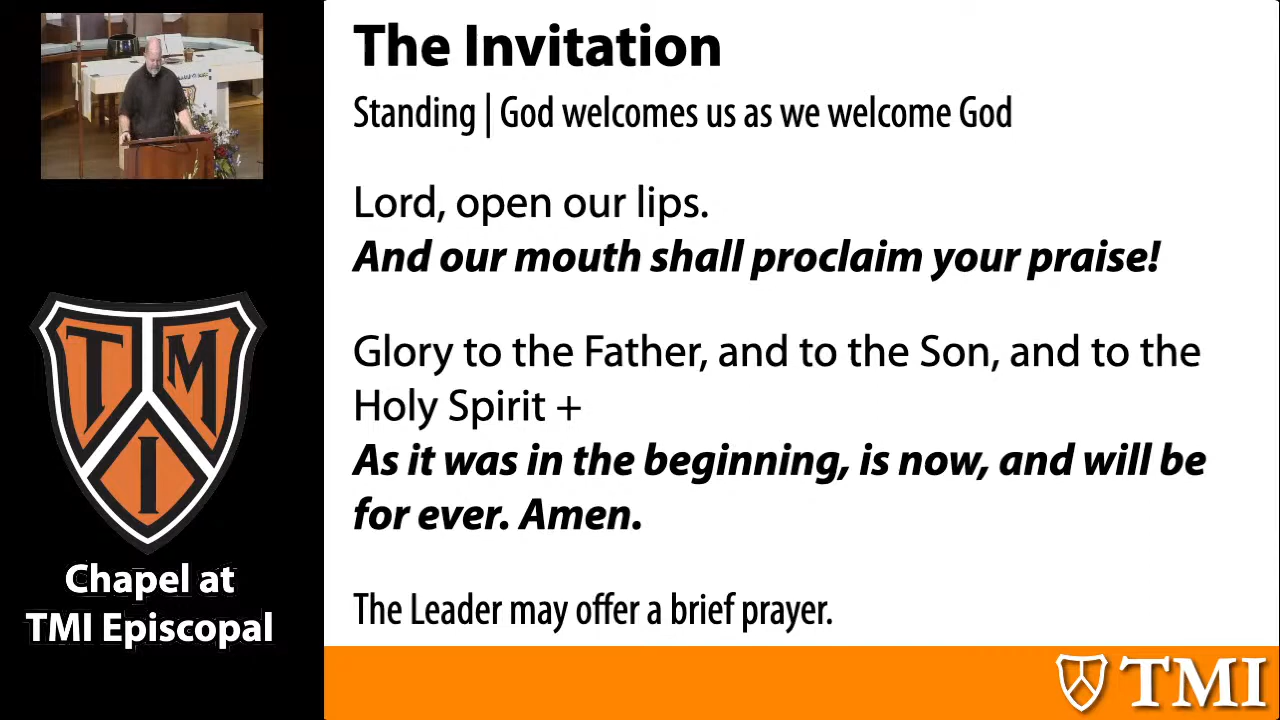 The Invitation
Standing | God welcomes us as we welcome God
Lord, open our lips.
And our mouth shall proclaim your praise!
Glory to the Father, and to the Son, and to the
Holy Spirit +
As it was in the beginning, is now, and will be
for ever. Amen.
The Leader may offer a brief prayer.
T M
I
Chapel at
TMI Episcopal
TMI